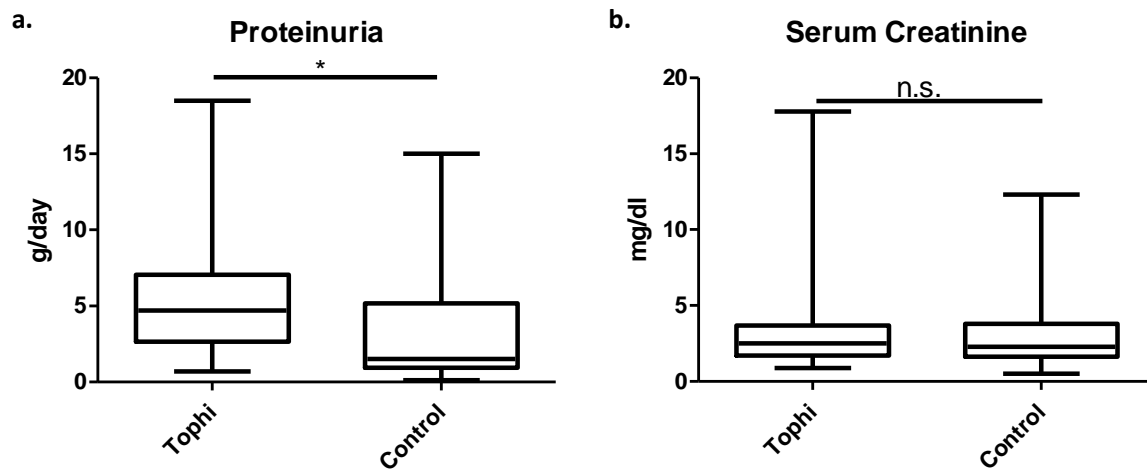 a.
Proteinuria
*
20
15
10
5
0
g/day
Tophi
Control
b.
Serum Creatinine
n.s.
20
15
10
5
0
mg/dl
Tophi
Control